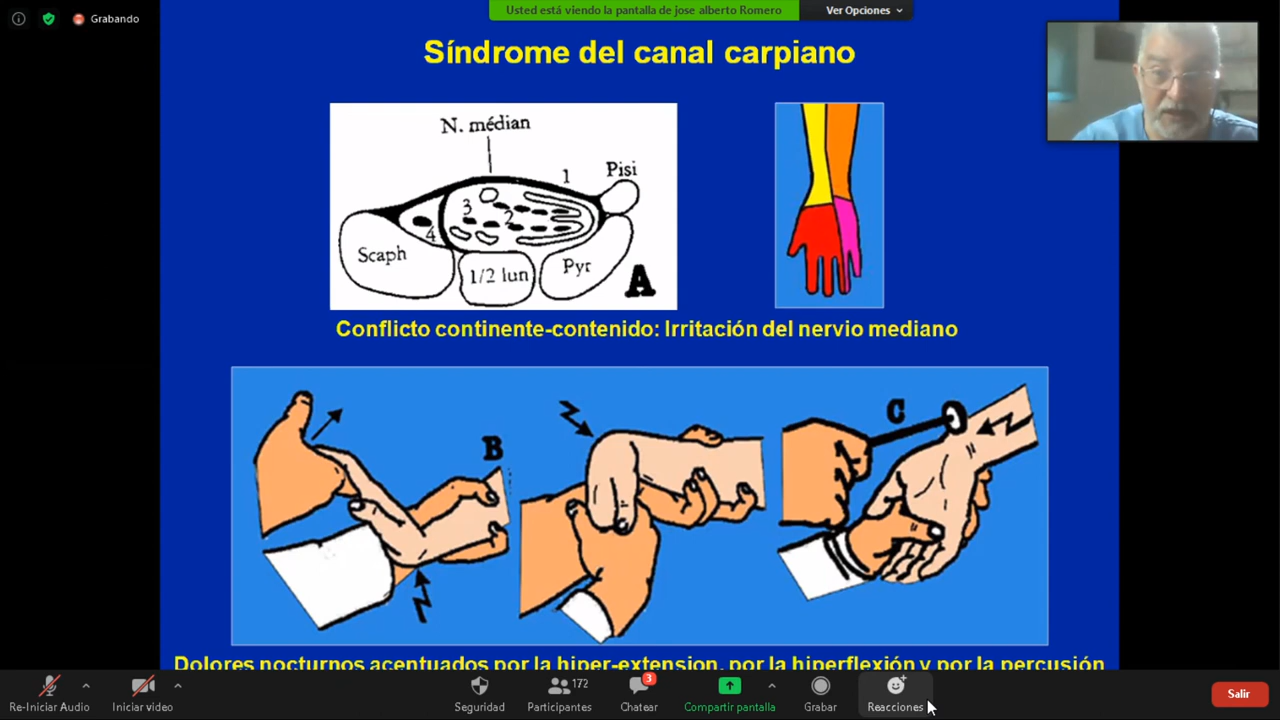 Usted está viendo la pantalla de jose alberto Romero
Ver Opciones
Grabando
Síndrome del canal carpiano
N. médian
Pisi
1
3
2
4
Scaph
1/2 lun
Pyr
A
Conflicto continente-contenido: Irritación del nervio mediano
B
C
Dolores nocturnos acentuados por la hiper-extension, por la hiperflexión y por la percusión
Re-Iniciar Audio
Iniciar video
Seguridad
172
Participantes
3
Chatear
Compartir pantalla
Grabar
Reacciones
Salir